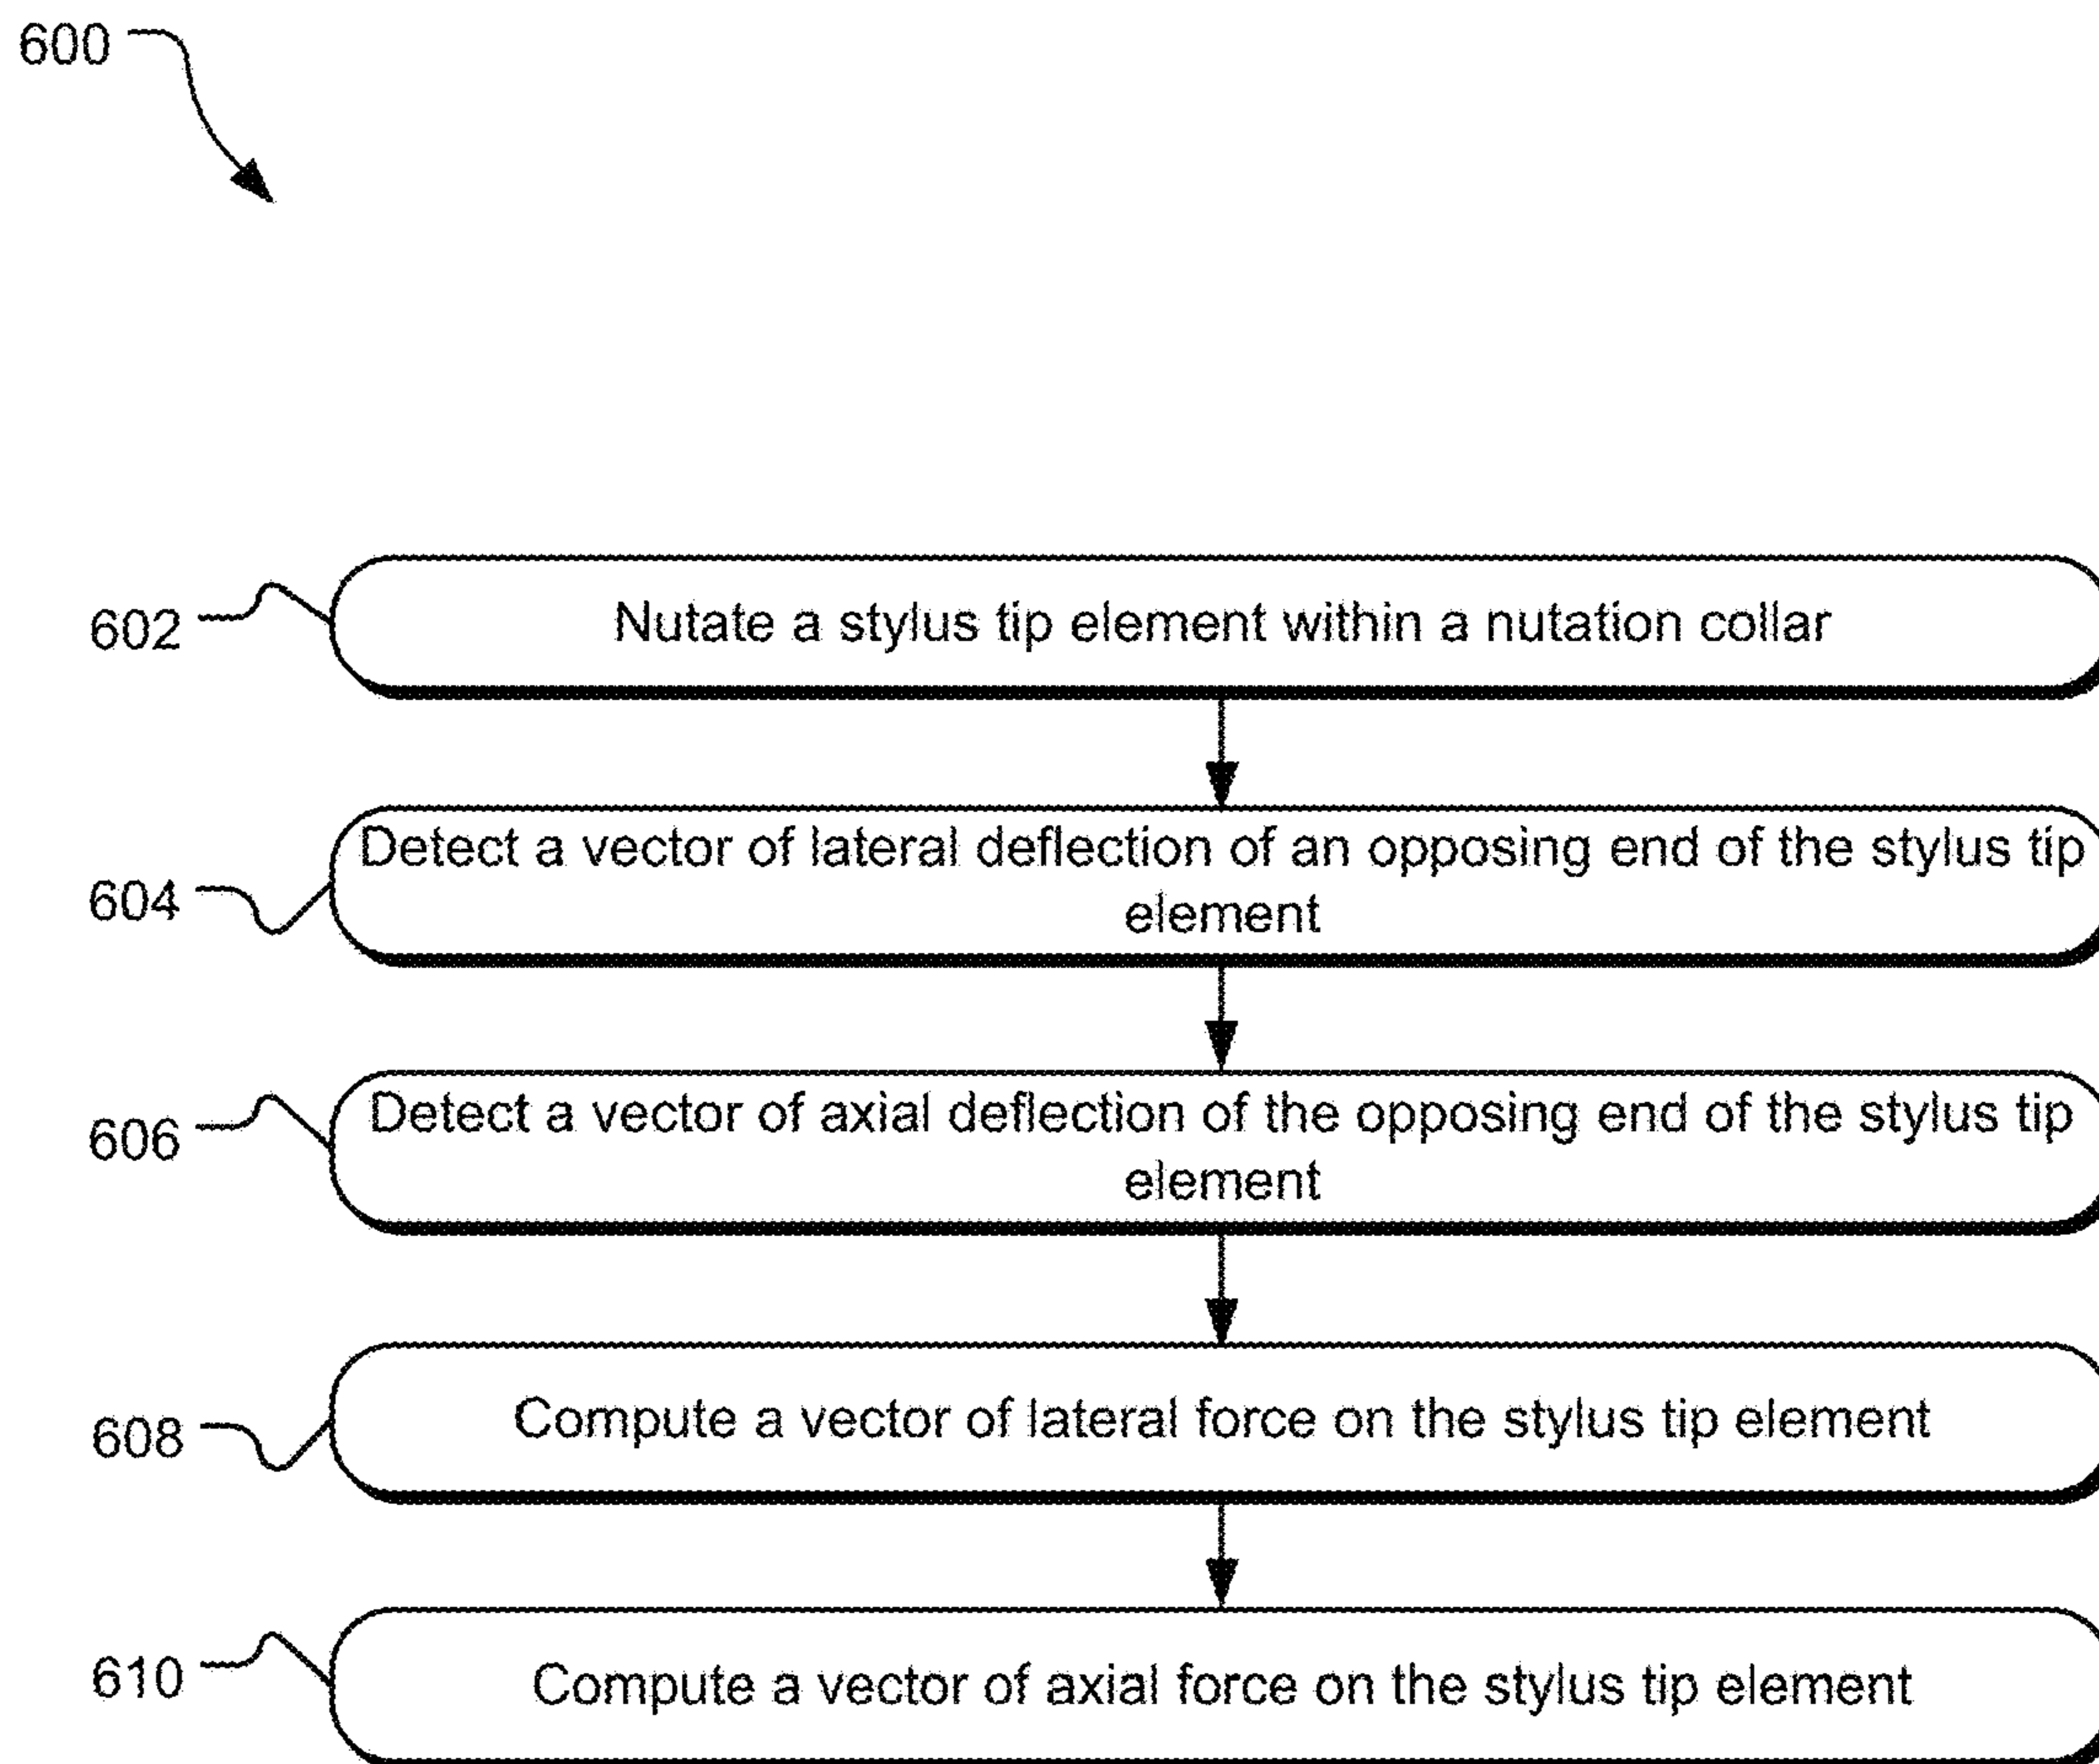 600
602
Nutate a stylus tip element within a nutation collar
604
Detect a vector of lateral deflection of an opposing end of the stylus tip
element
606
Detect a vector of axial deflection of the opposing end of the stylus tip
element
608
Compute a vector of lateral force on the stylus tip element
610
Compute a vector of axial force on the stylus tip element